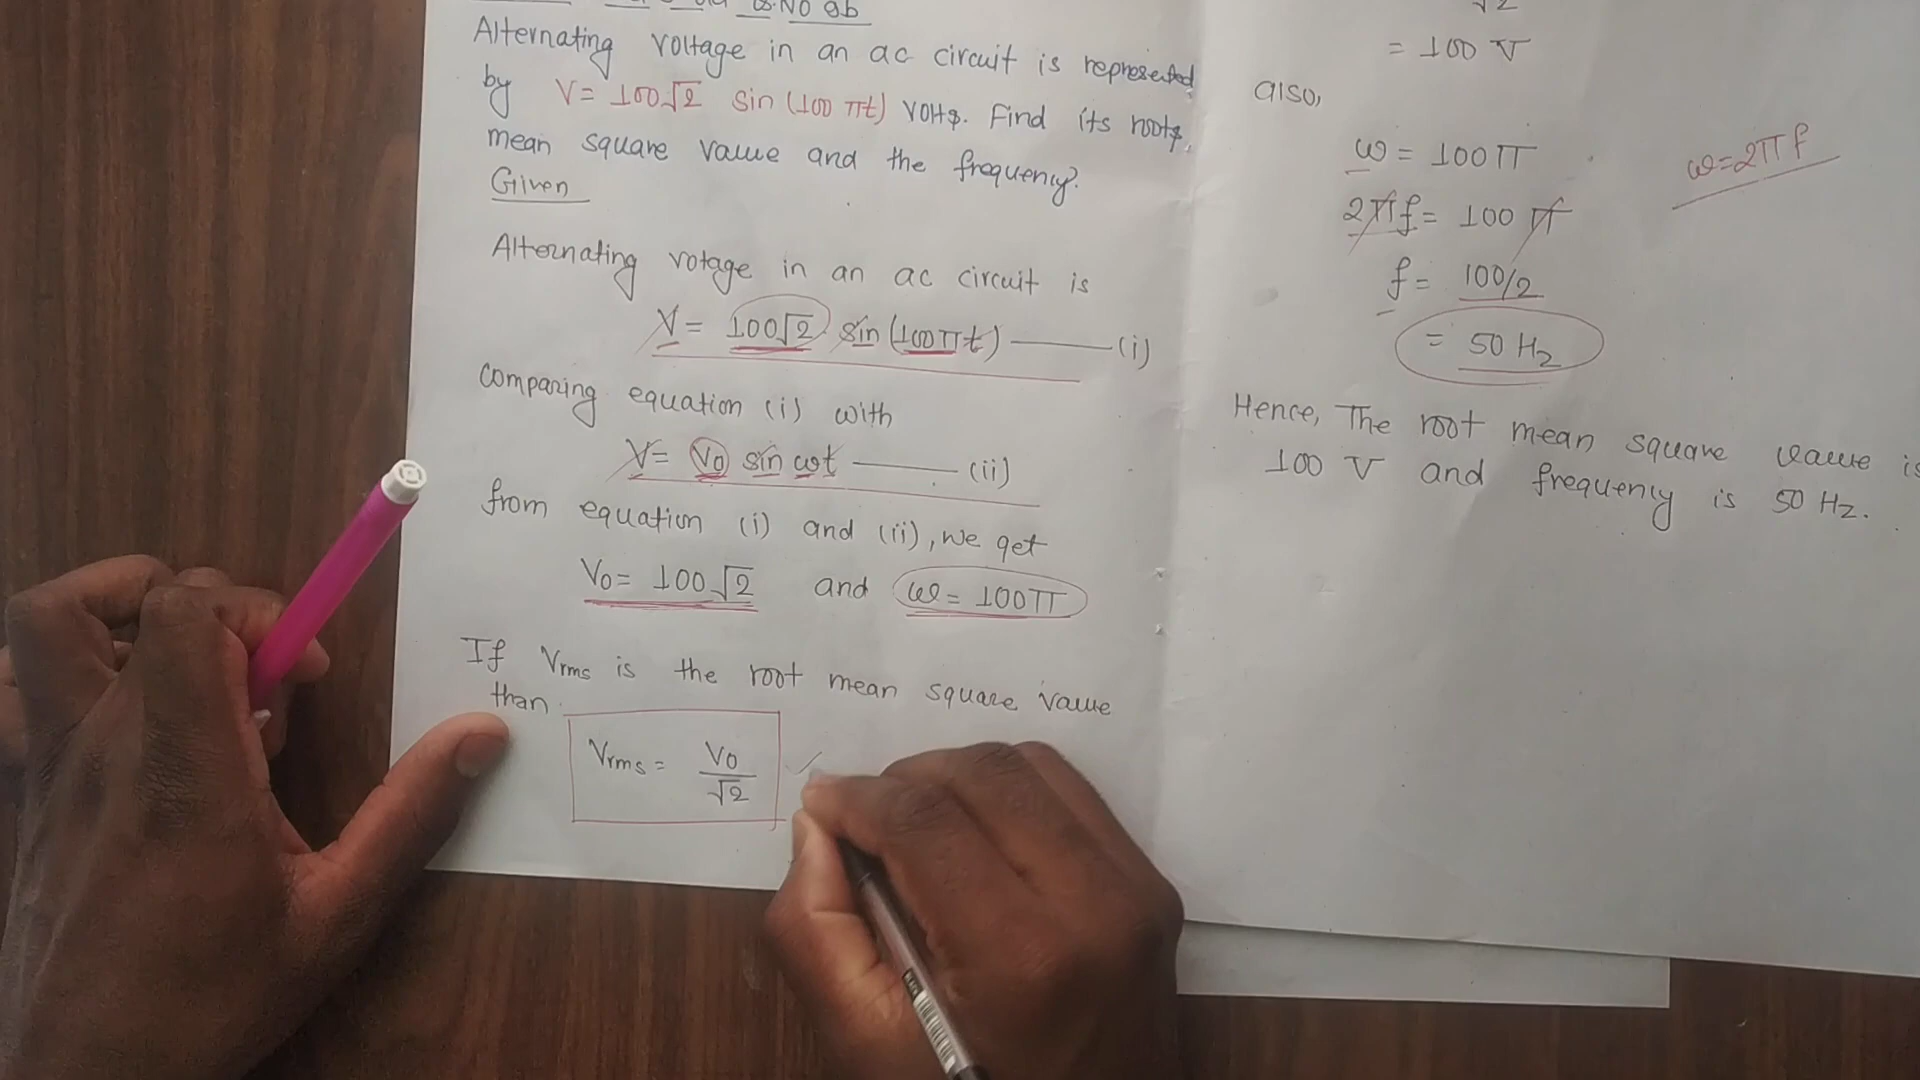 Q.NO 9b
Alternating voltage in an ac circuit is represented
by V= 100√2 sin (100 πt) volts. Find its roots
mean square value and the frequency?
Given
Alternating votage in an ac circuit is
V= 100√2 sin (100πt) ——— (i)
comparing equation (i) with
V= V0 sin ωt ——— (ii)
from equation (i) and (ii), we get
V0= 100√2 and ω= 100π
If Vrms is the root mean square value
than
Vrms = V0/√2
√2
= 100 V
also,
ω = 100π
ω=2πf
2πf= 100 π
f= 100/2
= 50 Hz
Hence, The root mean square value is
100 V and frequency is 50 Hz.